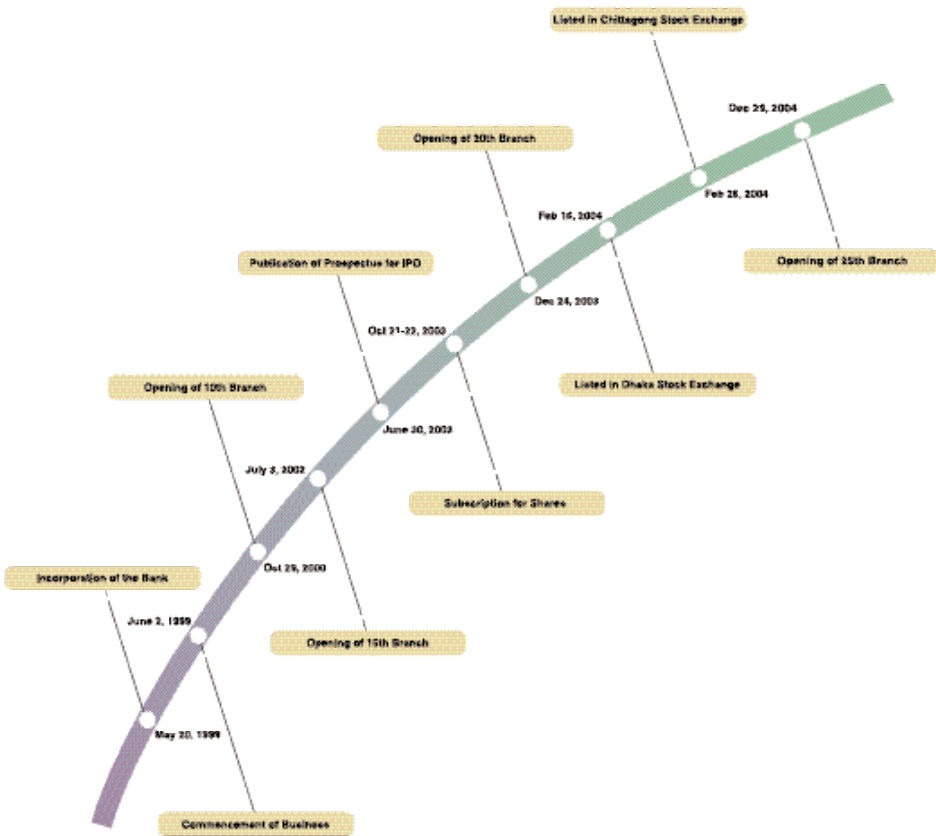 Listed in Chittagong Stock Exchange
Dec 29, 2004
Opening of 20th Branch
Feb 26, 2004
Feb 16, 2004
Publication of Prospectus for IPO
Opening of 25th Branch
Dec 24, 2003
Oct 21-22, 2003
Opening of 10th Branch
Listed in Dhaka Stock Exchange
June 30, 2003
July 3, 2002
Subscription for Shares
Oct 29, 2000
Incorporation of the Bank
June 2, 1999
Opening of 15th Branch
May 20, 1999
Commencement of Business